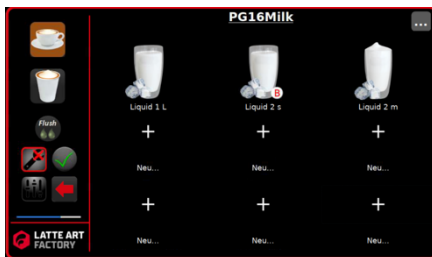 PG16Milk
...
Flush
B
Liquid 1 L
Liquid 2 s
Liquid 2 m
+
+
+
Neu...
Neu...
Neu...
+
+
+
Neu...
Neu...
Neu...
LATTE ART
FACTORY